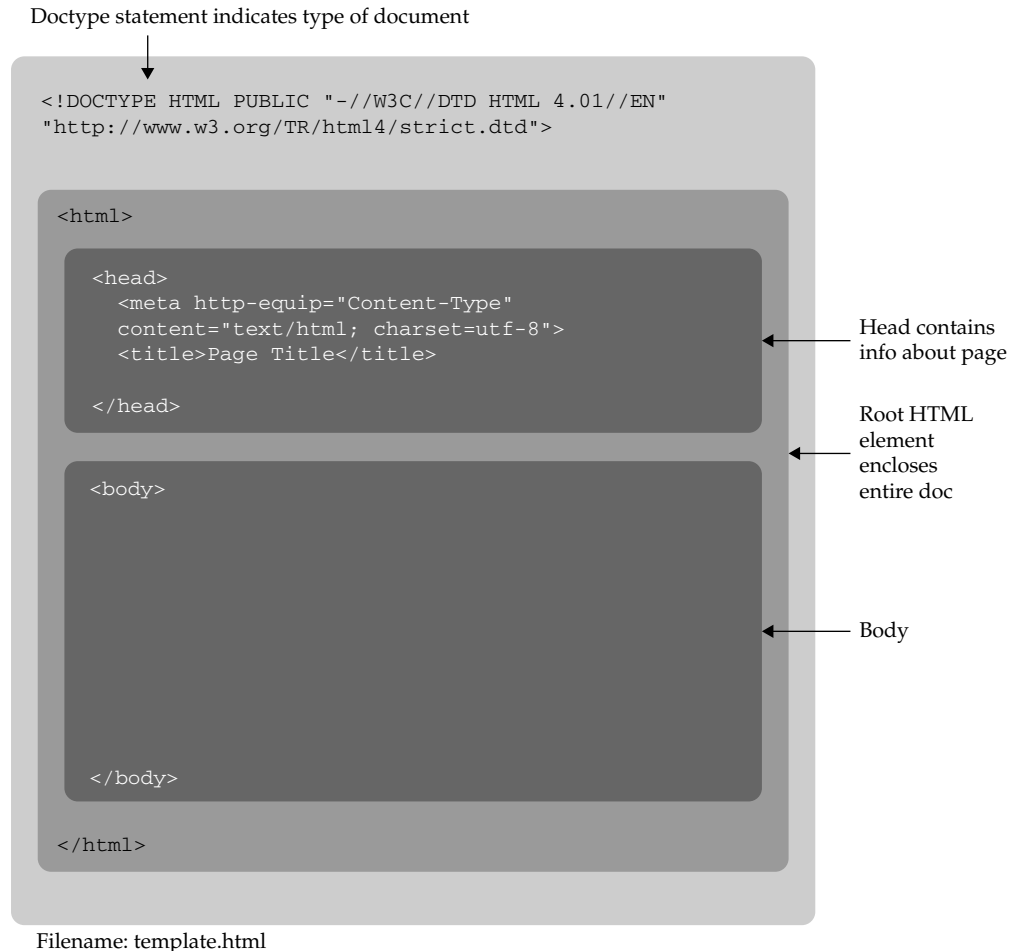 Doctype statement indicates type of document
<!DOCTYPE HTML PUBLIC "-//W3C//DTD HTML 4.01//EN"
"http://www.w3.org/TR/html4/strict.dtd">
<html>
<head>
<meta http-equip="Content-Type"
content="text/html; charset=utf-8">
<title>Page Title</title>
</head>
Head contains
info about page
Root HTML
element
encloses
entire doc
<body>
Body
</body>
</html>
Filename: template.html